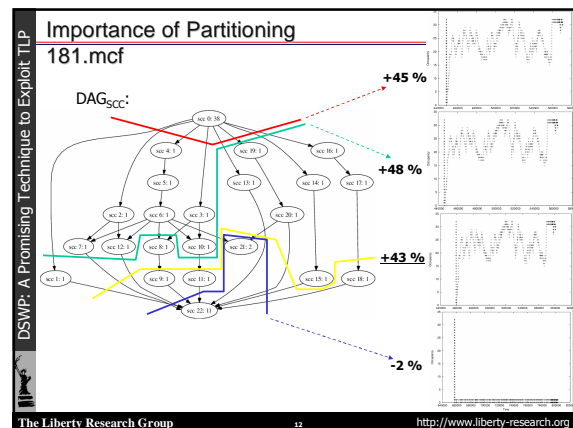 Importance of Partitioning
181.mcf
DSWP: A Promising Technique to Exploit TLP
DAGSCC:
scc 0: 38
scc 4: 1
scc 19: 1
scc 16: 1
scc 5: 1
scc 13: 1
scc 14: 1
scc 17: 1
scc 2: 1
scc 6: 1
scc 3: 1
scc 20: 1
scc 7: 1
scc 12: 1
scc 8: 1
scc 10: 1
scc 21: 2
scc 1: 1
scc 9: 1
scc 11: 1
scc 15: 1
scc 18: 1
scc 22: 11
+45 %
+48 %
+43 %
-2 %
Occupancy
Occupancy
Occupancy
Occupancy
Time
The Liberty Research Group
12
http://www.liberty-research.org